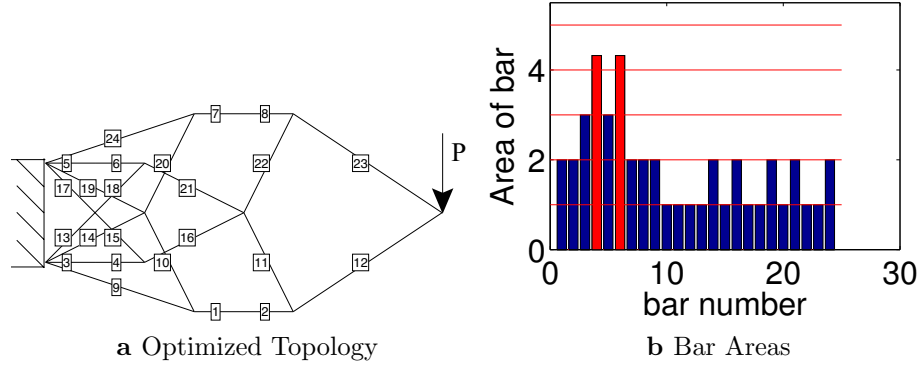 7 8
24
5 6 20 22 23
17 19 18 21
P
13 14 15 16
3 4 10 11 12
9
1 2
a Optimized Topology
Area of bar
4
2
0
0 10 20 30
bar number
b Bar Areas